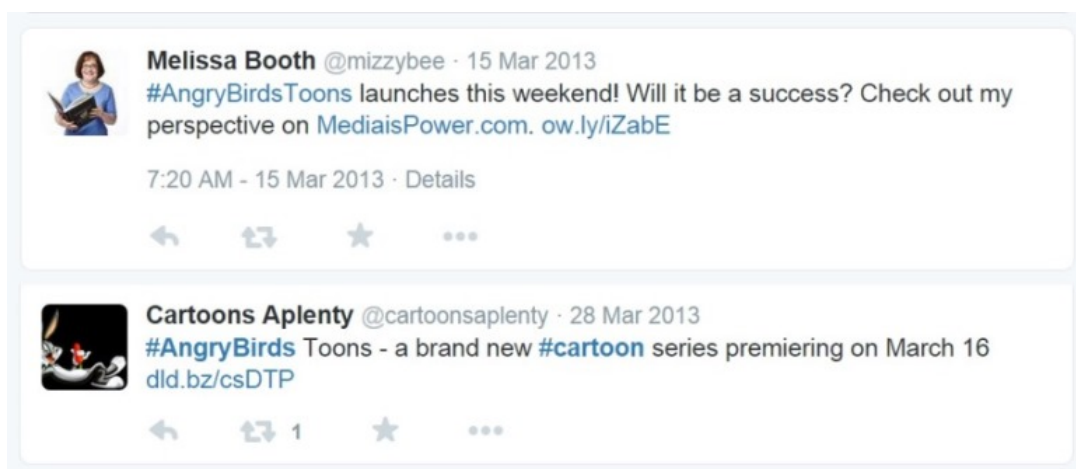 Melissa Booth @mizzybee · 15 Mar 2013
#AngryBirdsToons launches this weekend! Will it be a success? Check out my
perspective on MediaisPower.com. ow.ly/iZabE
7:20 AM - 15 Mar 2013 · Details
Cartoons Aplenty @cartoonsaplenty · 28 Mar 2013
#AngryBirds Toons - a brand new #cartoon series premiering on March 16
dld.bz/csDTP
1